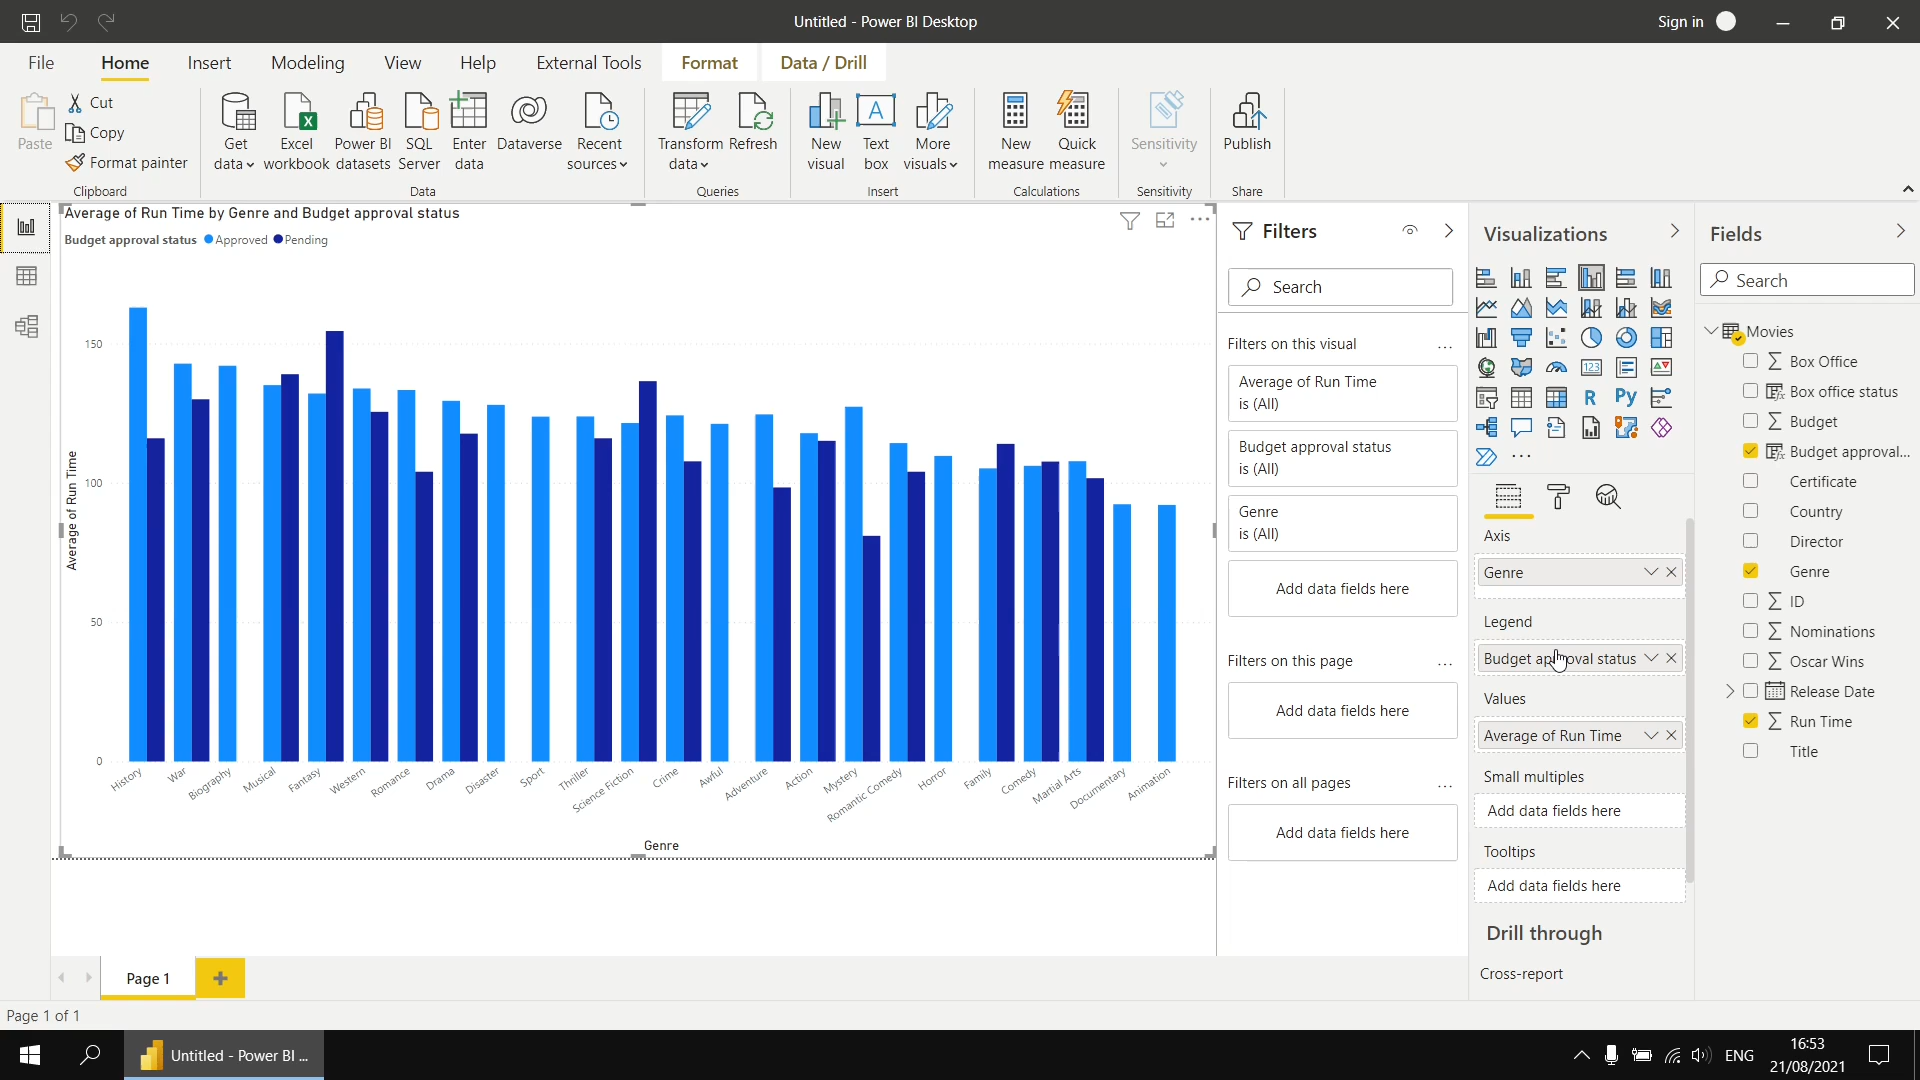 Untitled - Power BI Desktop
Sign in
File Home Insert Modeling View Help External Tools Format Data / Drill
Paste
Cut
Copy
Format painter
Clipboard
Get data
Excel workbook
Power BI datasets
SQL Server
Enter data
Dataverse
Recent sources
Data
Transform data
Refresh
Queries
New visual
Text box
More visuals
Insert
New measure
Quick measure
Calculations
Sensitivity
Sensitivity
Publish
Share
Average of Run Time by Genre and Budget approval status
Budget approval status Approved Pending
Average of Run Time
150
100
50
0
History
War
Biography
Musical
Fantasy
Western
Romance
Drama
Disaster
Sport
Thriller
Science Fiction
Crime
Awful
Adventure
Action
Mystery
Romantic Comedy
Horror
Family
Comedy
Martial Arts
Documentary
Animation
Genre
Filters
Search
Filters on this visual ...
Average of Run Time
is (All)
Budget approval status
is (All)
Genre
is (All)
Add data fields here
Filters on this page ...
Add data fields here
Filters on all pages ...
Add data fields here
Visualizations
123
R
Py
...
Axis
Genre
Legend
Budget approval status
Values
Average of Run Time
Small multiples
Add data fields here
Tooltips
Add data fields here
Drill through
Cross-report
Fields
Search
Movies
Box Office
Box office status
Budget
Budget approval...
Certificate
Country
Director
Genre
ID
Nominations
Oscar Wins
Release Date
Run Time
Title
Page 1
Page 1 of 1
Untitled - Power BI ...
ENG
16:53
21/08/2021